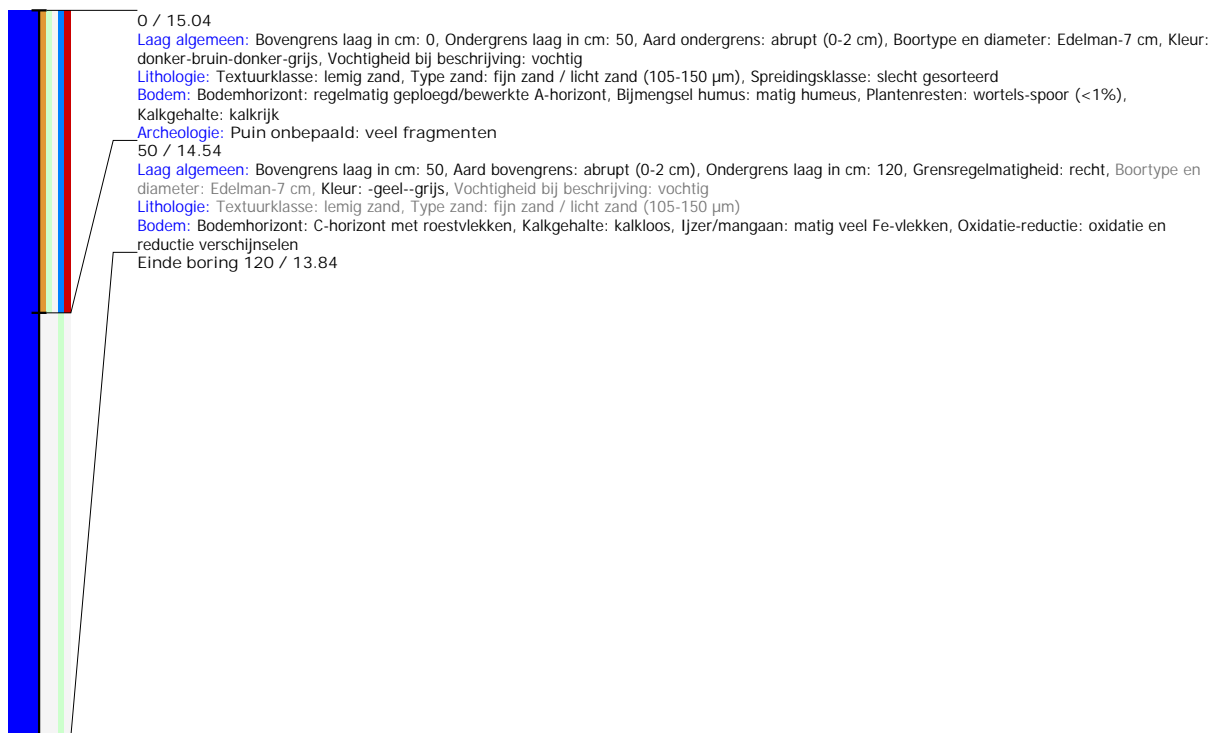 0 / 15.04
Laag algemeen: Bovengrens laag in cm: 0, Ondergrens laag in cm: 50, Aard ondergrens: abrupt (0-2 cm), Boortype en diameter: Edelman-7 cm, Kleur:
donker-bruin-donker-grijs, Vochtigheid bij beschrijving: vochtig
Lithologie: Textuurklasse: lemig zand, Type zand: fijn zand / licht zand (105-150 µm), Spreidingsklasse: slecht gesorteerd
Bodem: Bodemhorizont: regelmatig geploegd/bewerkte A-horizont, Bijmengsel humus: matig humeus, Plantenresten: wortels-spoor (<1%),
Kalkgehalte: kalkrijk
Archeologie: Puin onbepaald: veel fragmenten
50 / 14.54
Laag algemeen: Bovengrens laag in cm: 50, Aard bovengrens: abrupt (0-2 cm), Ondergrens laag in cm: 120, Grensregelmatigheid: recht, Boortype en
diameter: Edelman-7 cm, Kleur: -geel--grijs, Vochtigheid bij beschrijving: vochtig
Lithologie: Textuurklasse: lemig zand, Type zand: fijn zand / licht zand (105-150 µm)
Bodem: Bodemhorizont: C-horizont met roestvlekken, Kalkgehalte: kalkloos, Ijzer/mangaan: matig veel Fe-vlekken, Oxidatie-reductie: oxidatie en
reductie verschijnselen
Einde boring 120 / 13.84